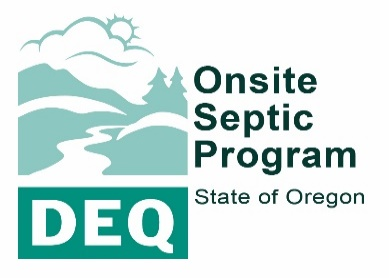 Onsite
Septic
Program
State of Oregon
DEQ